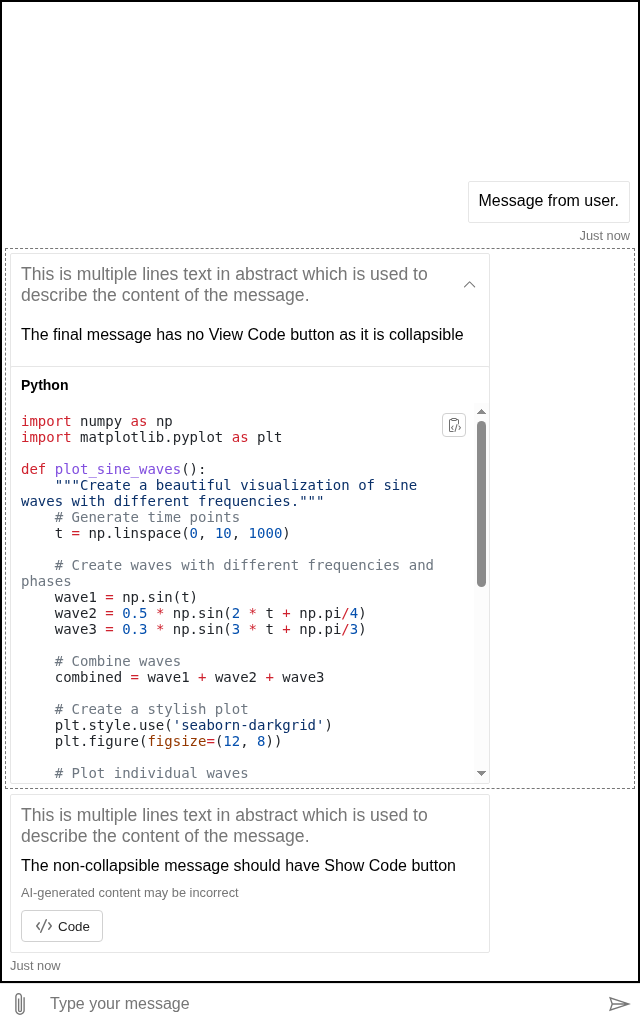 Message from user.
Just now
This is multiple lines text in abstract which is used to
describe the content of the message.
The final message has no View Code button as it is collapsible
Python
import numpy as np
import matplotlib.pyplot as plt
def plot_sine_waves():
    """Create a beautiful visualization of sine
waves with different frequencies."""
    # Generate time points
    t = np.linspace(0, 10, 1000)
    # Create waves with different frequencies and
phases
    wave1 = np.sin(t)
    wave2 = 0.5 * np.sin(2 * t + np.pi/4)
    wave3 = 0.3 * np.sin(3 * t + np.pi/3)
    # Combine waves
    combined = wave1 + wave2 + wave3
    # Create a stylish plot
    plt.style.use('seaborn-darkgrid')
    plt.figure(figsize=(12, 8))
    # Plot individual waves
This is multiple lines text in abstract which is used to
describe the content of the message.
The non-collapsible message should have Show Code button
AI-generated content may be incorrect
Code
Just now
Type your message